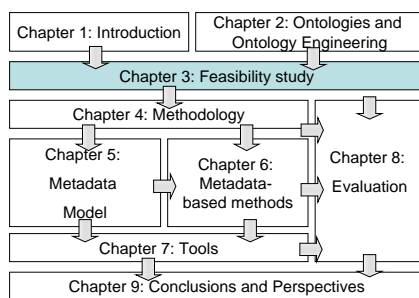 Chapter 1: Introduction
Chapter 2: Ontologies and
Ontology Engineering
Chapter 3: Feasibility study
Chapter 4: Methodology
Chapter 5:
Metadata
Model
Chapter 6:
Metadata-
based methods
Chapter 8:
Evaluation
Chapter 7: Tools
Chapter 9: Conclusions and Perspectives